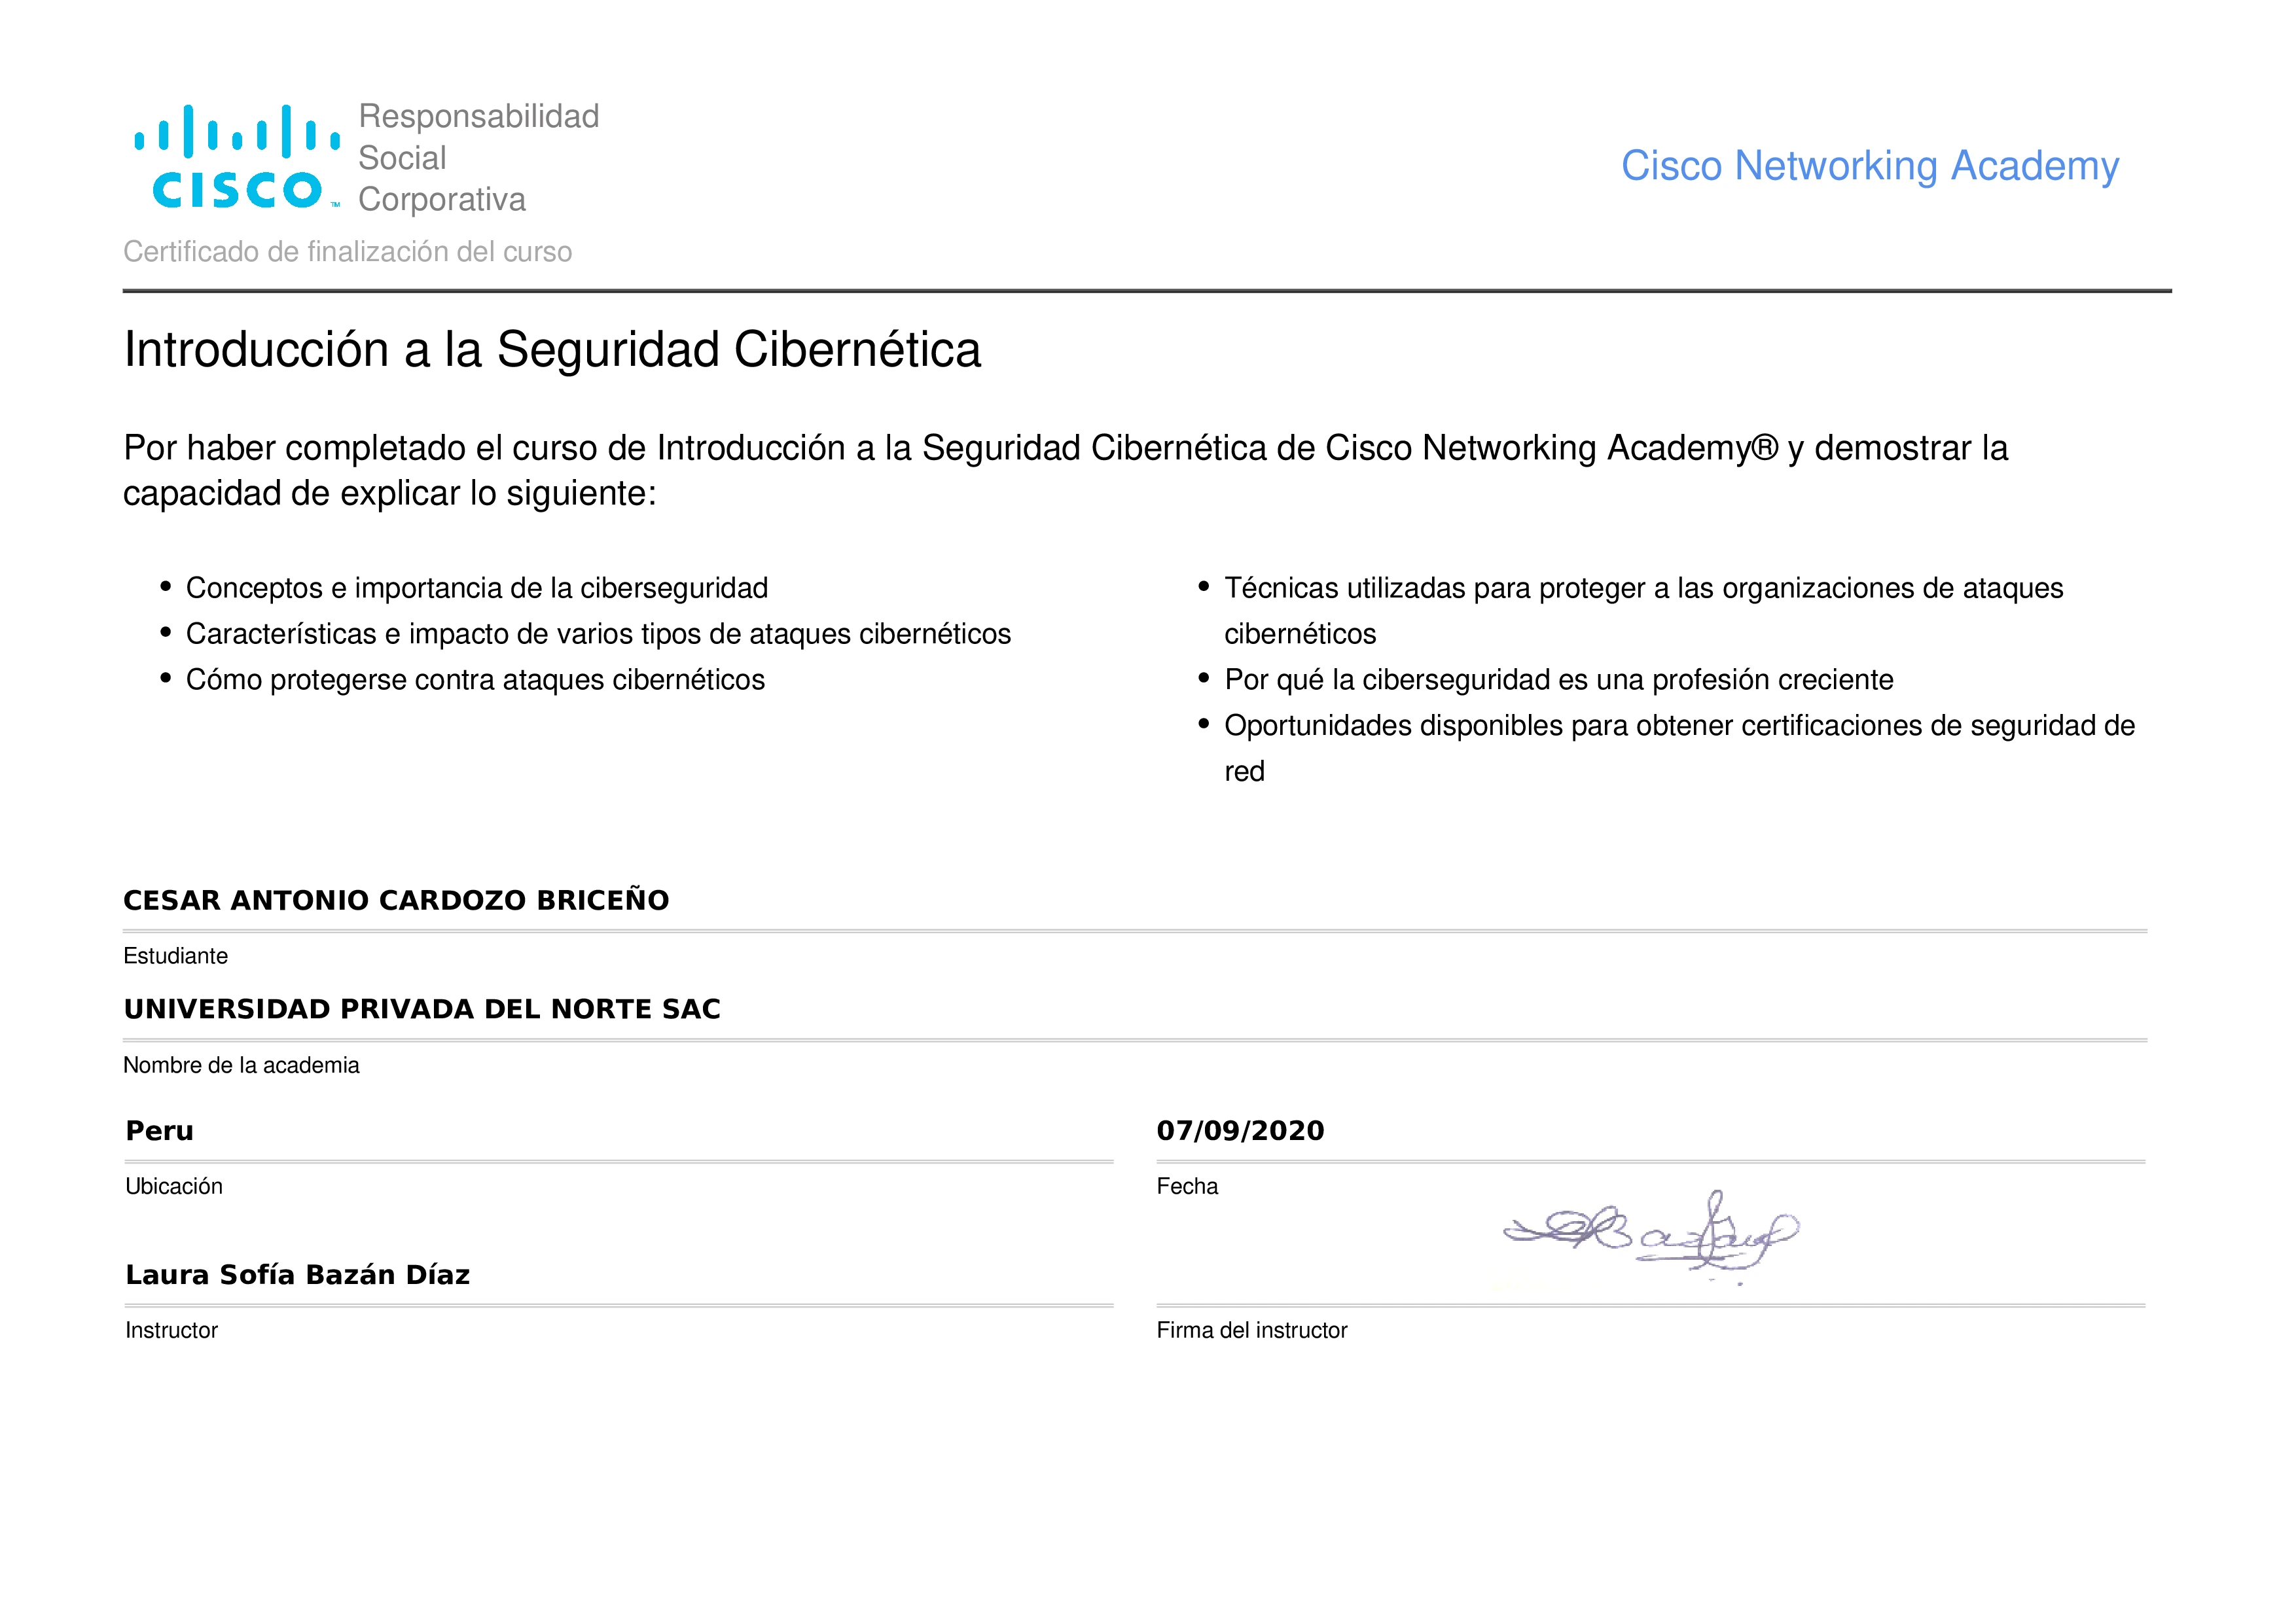 Responsabilidad
Social
Corporativa
CISCO™
Cisco Networking Academy
Certificado de finalización del curso
Introducción a la Seguridad Cibernética
Por haber completado el curso de Introducción a la Seguridad Cibernética de Cisco Networking Academy® y demostrar la
capacidad de explicar lo siguiente:
• Conceptos e importancia de la ciberseguridad
• Características e impacto de varios tipos de ataques cibernéticos
• Cómo protegerse contra ataques cibernéticos
• Técnicas utilizadas para proteger a las organizaciones de ataques
cibernéticos
• Por qué la ciberseguridad es una profesión creciente
• Oportunidades disponibles para obtener certificaciones de seguridad de
red
CESAR ANTONIO CARDOZO BRICEÑO
Estudiante
UNIVERSIDAD PRIVADA DEL NORTE SAC
Nombre de la academia
Peru
Ubicación
07/09/2020
Fecha
Laura Sofía Bazán Díaz
Instructor
Firma del instructor